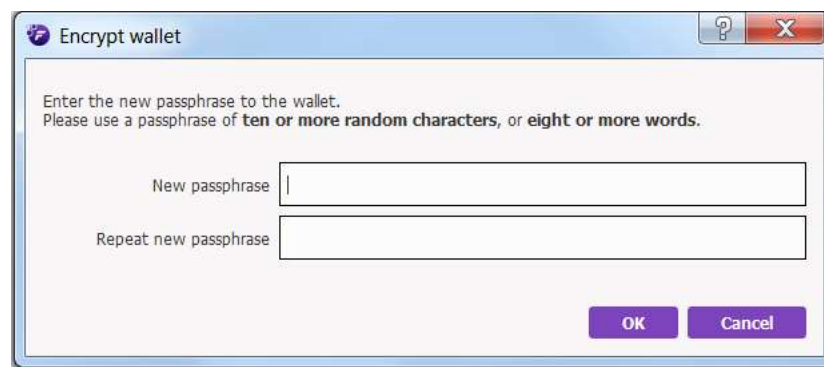 Encrypt wallet
Enter the new passphrase to the wallet.
Please use a passphrase of ten or more random characters, or eight or more words.
New passphrase
Repeat new passphrase
OK Cancel